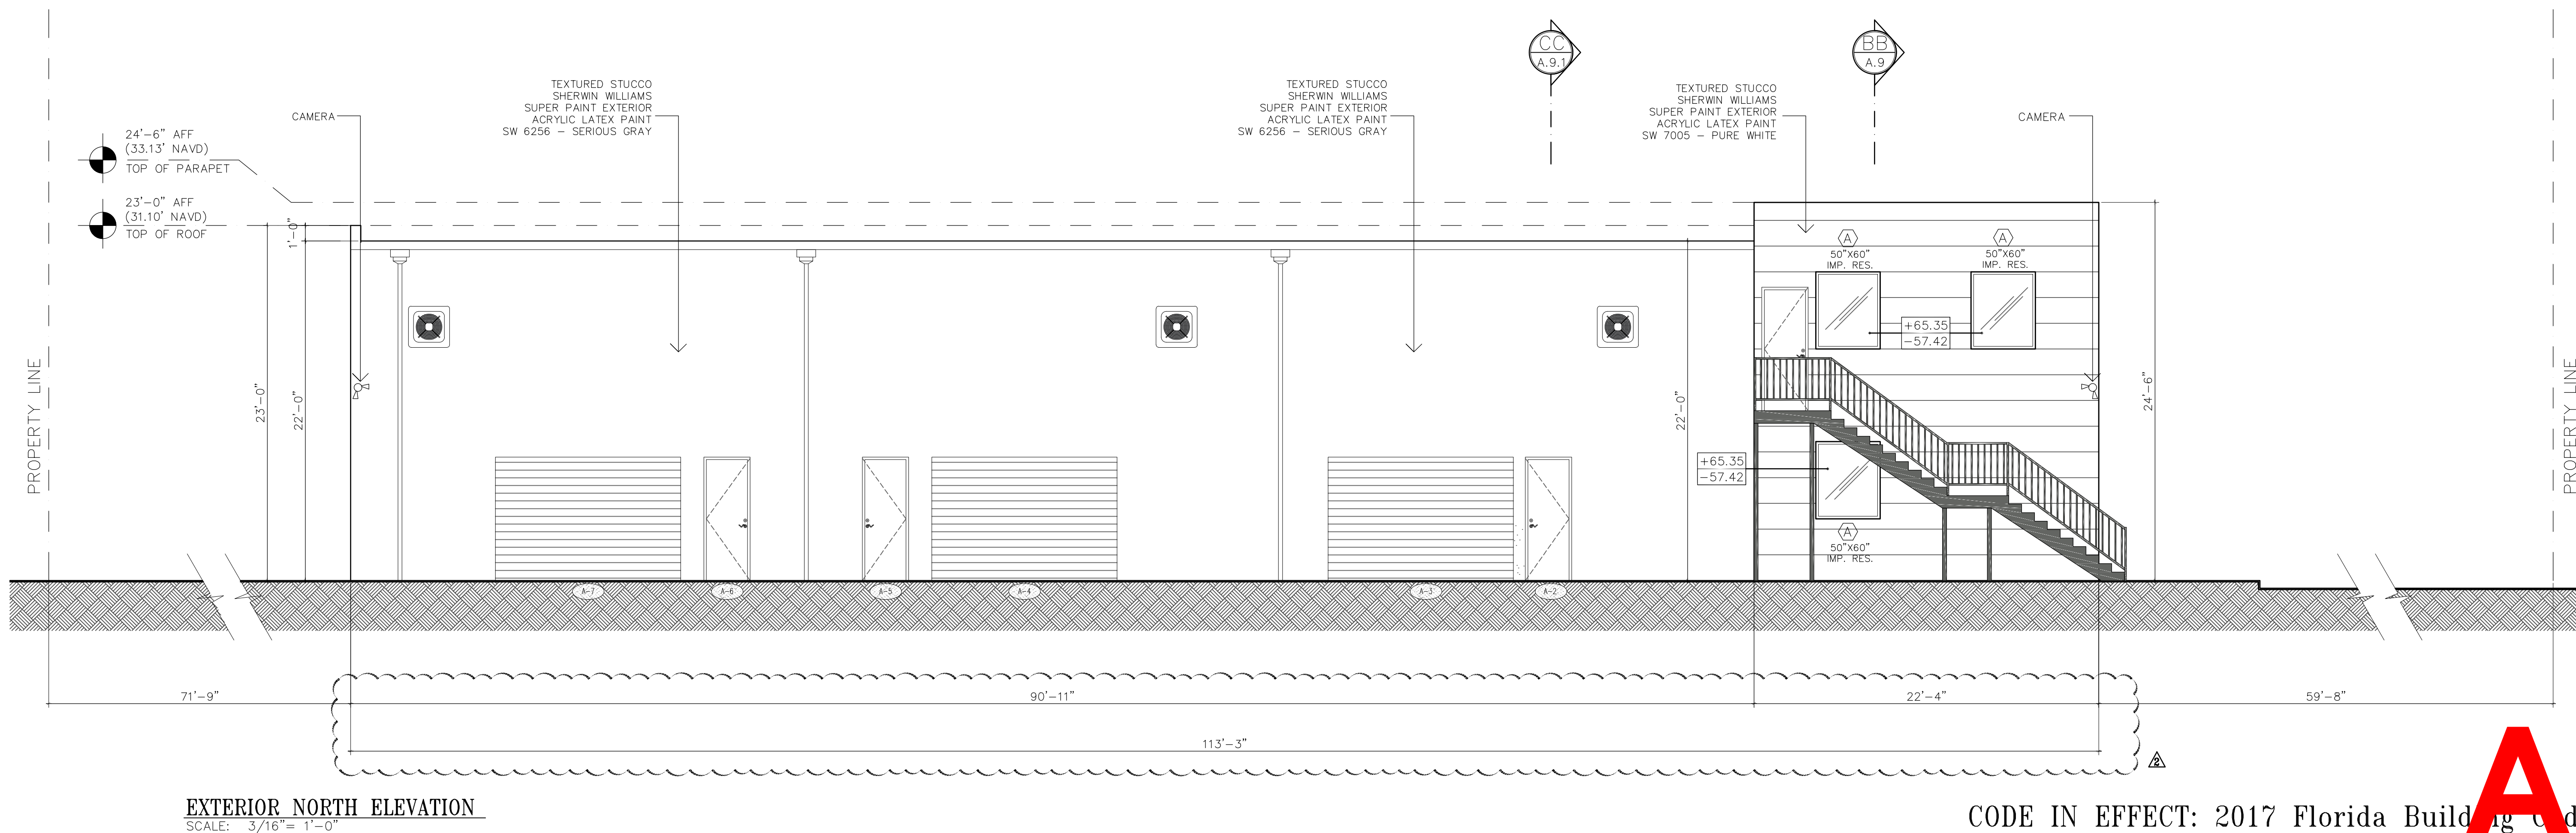 CC
A.9.1
BB
A.9
TEXTURED STUCCO
SHERWIN WILLIAMS
SUPER PAINT EXTERIOR
ACRYLIC LATEX PAINT
SW 6256 - SERIOUS GRAY
TEXTURED STUCCO
SHERWIN WILLIAMS
SUPER PAINT EXTERIOR
ACRYLIC LATEX PAINT
SW 6256 - SERIOUS GRAY
TEXTURED STUCCO
SHERWIN WILLIAMS
SUPER PAINT EXTERIOR
ACRYLIC LATEX PAINT
SW 7005 - PURE WHITE
CAMERA
CAMERA
24'-6" AFF
(33.13' NAVD)
TOP OF PARAPET
23'-0" AFF
(31.10' NAVD)
TOP OF ROOF
1'-0"
A
50"X60"
IMP. RES.
A
50"X60"
IMP. RES.
+65.35
-57.42
PROPERTY LINE
23'-0"
22'-0"
22'-0"
24'-6"
PROPERTY LINE
+65.35
-57.42
A
50"X60"
IMP. RES.
A-7
A-6
A-5
A-4
A-3
A-2
71'-9"
90'-11"
22'-4"
59'-8"
113'-3"
2
EXTERIOR NORTH ELEVATION
SCALE: 3/16"= 1'-0"
CODE IN EFFECT: 2017 Florida Building
A